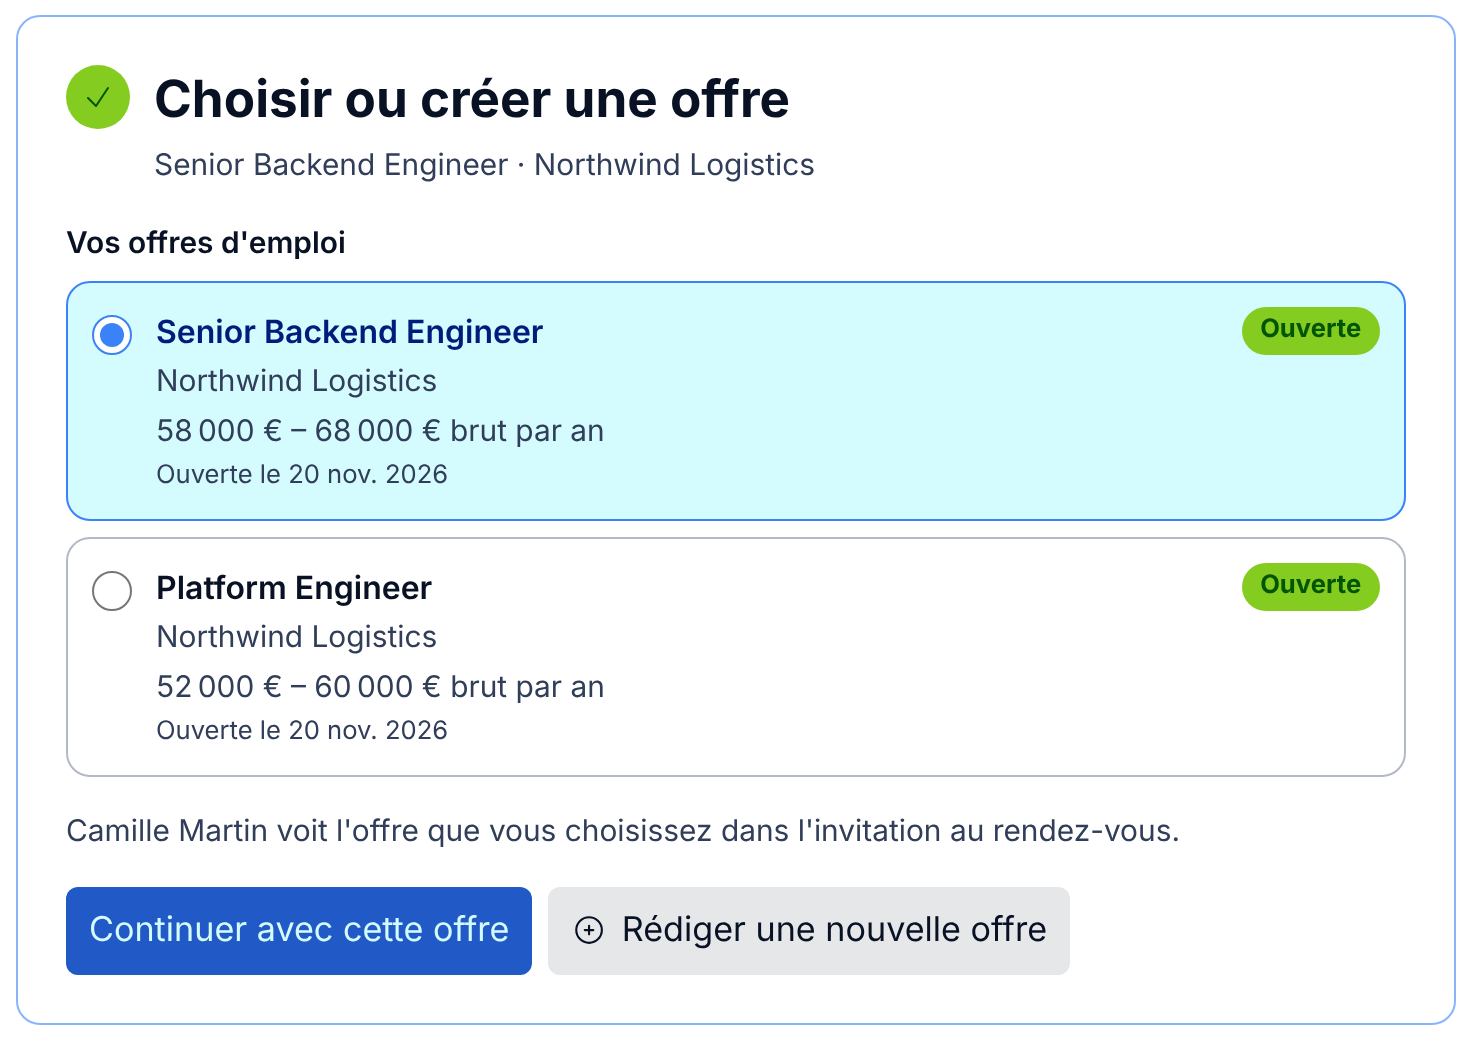 Choisir ou créer une offre
Senior Backend Engineer · Northwind Logistics
Vos offres d'emploi
Senior Backend Engineer
Ouverte
Northwind Logistics
58 000 € – 68 000 € brut par an
Ouverte le 20 nov. 2026
Platform Engineer
Ouverte
Northwind Logistics
52 000 € – 60 000 € brut par an
Ouverte le 20 nov. 2026
Camille Martin voit l'offre que vous choisissez dans l'invitation au rendez-vous.
Continuer avec cette offre
Rédiger une nouvelle offre